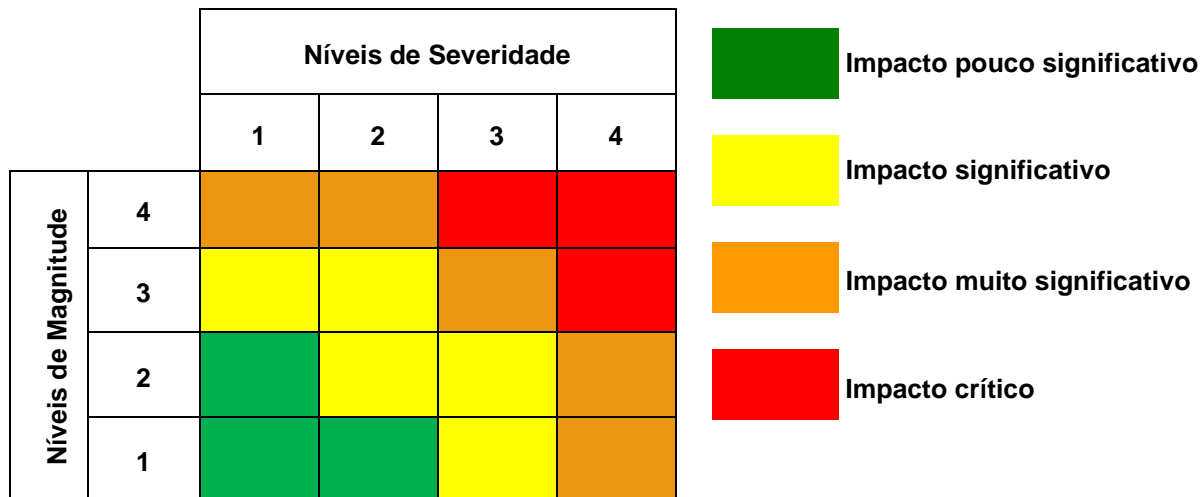 Níveis de Severidade
1 2 3 4
Níveis de Magnitude
4
3
2
1
Impacto pouco significativo
Impacto significativo
Impacto muito significativo
Impacto crítico